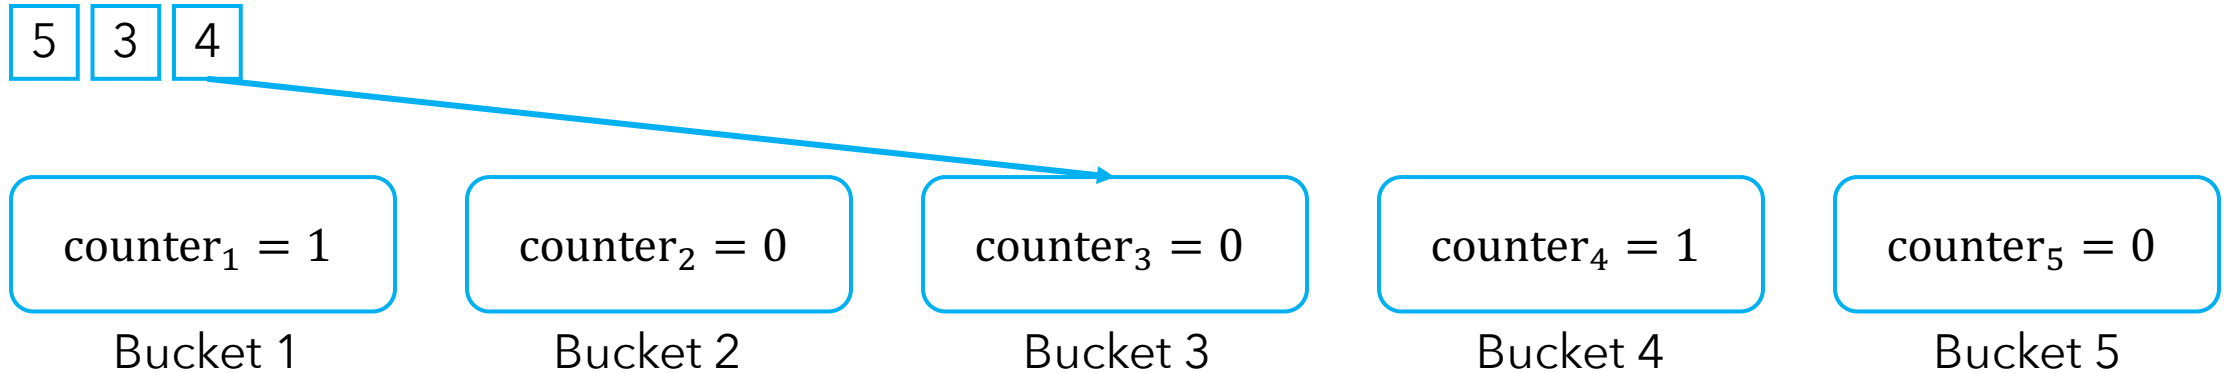 5 3 4
counter₁ = 1 counter₂ = 0 counter₃ = 0 counter₄ = 1 counter₅ = 0
Bucket 1 Bucket 2 Bucket 3 Bucket 4 Bucket 5